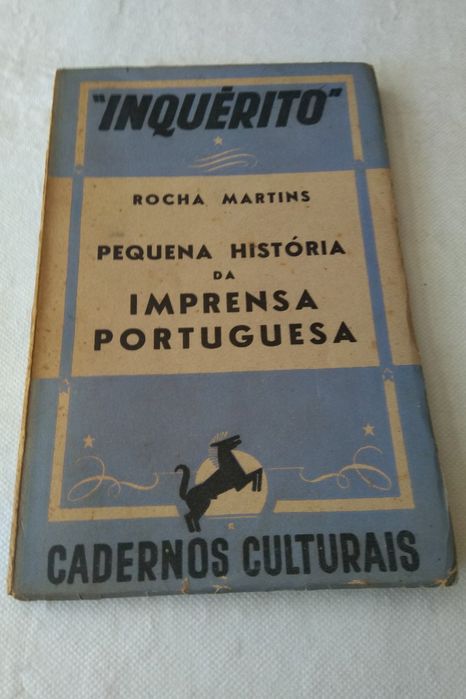 "INQUÉRITO"
ROCHA MARTINS
PEQUENA HISTÓRIA
DA
IMPRENSA
PORTUGUESA
CADERNOS CULTURAIS